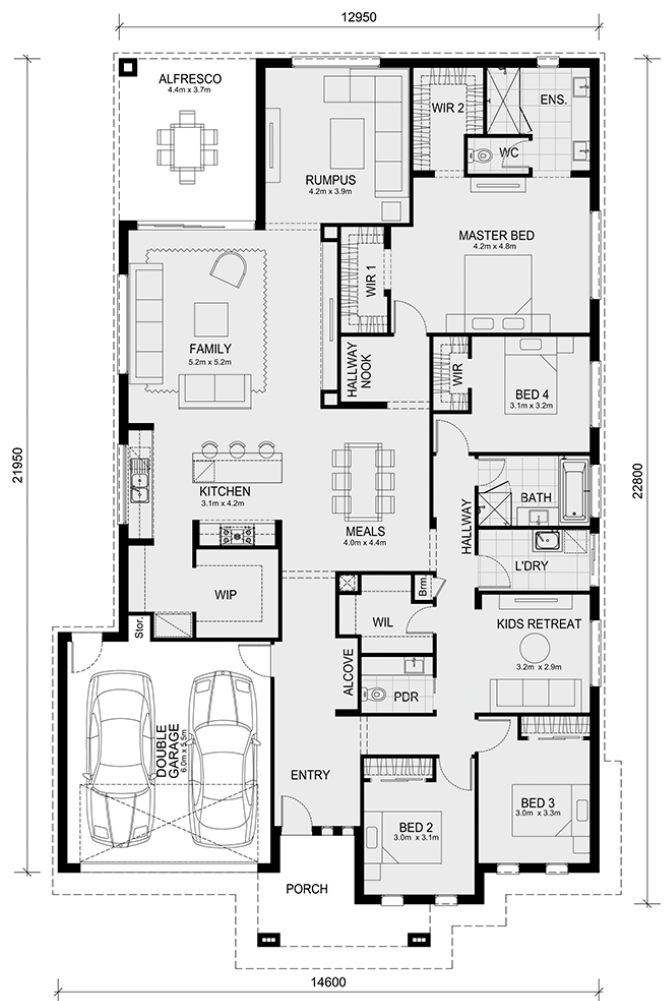 12950
ALFRESCO
4.4m x 3.7m
WIR 2
ENS.
WC
RUMPUS
4.2m x 3.9m
MASTER BED
4.2m x 4.8m
WIR 1
FAMILY
5.2m x 5.2m
HALLWAY
NOOK
WIR
BED 4
3.1m x 3.2m
21950
22800
KITCHEN
3.1m x 4.2m
MEALS
4.0m x 4.4m
HALLWAY
BATH
L'DRY
WIP
Brm.
WIL
Stor.
KIDS RETREAT
3.2m x 2.9m
ALCOVE
PDR
DOUBLE
GARAGE
6.0m x 5.5m
ENTRY
BED 2
3.0m x 3.1m
BED 3
3.0m x 3.3m
PORCH
14600